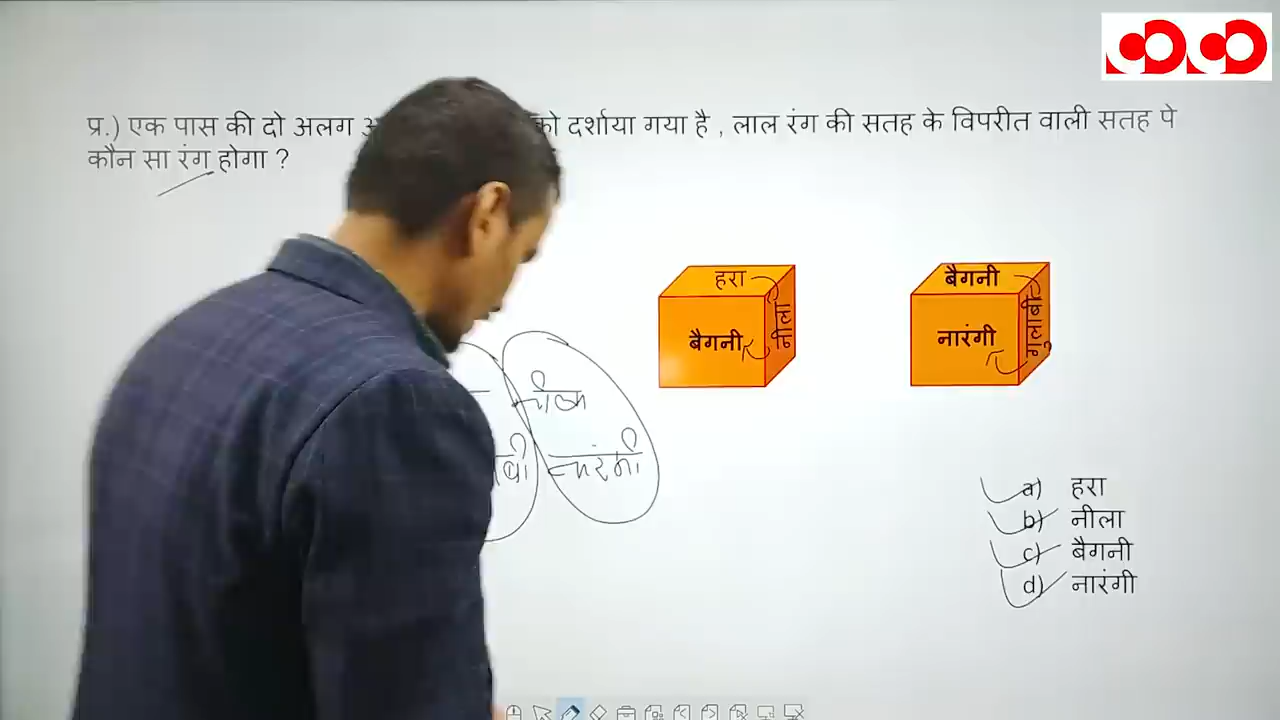 प्र.) एक पास की दो अलग को दर्शाया गया है , लाल रंग की सतह के विपरीत वाली सतह पे
कौन सा रंग होगा ?
हरा
बैगनी
नीला
बैगनी
नारंगी
गुलाबी
नारंगी
a) हरा
b) नीला
c) बैगनी
d) नारंगी